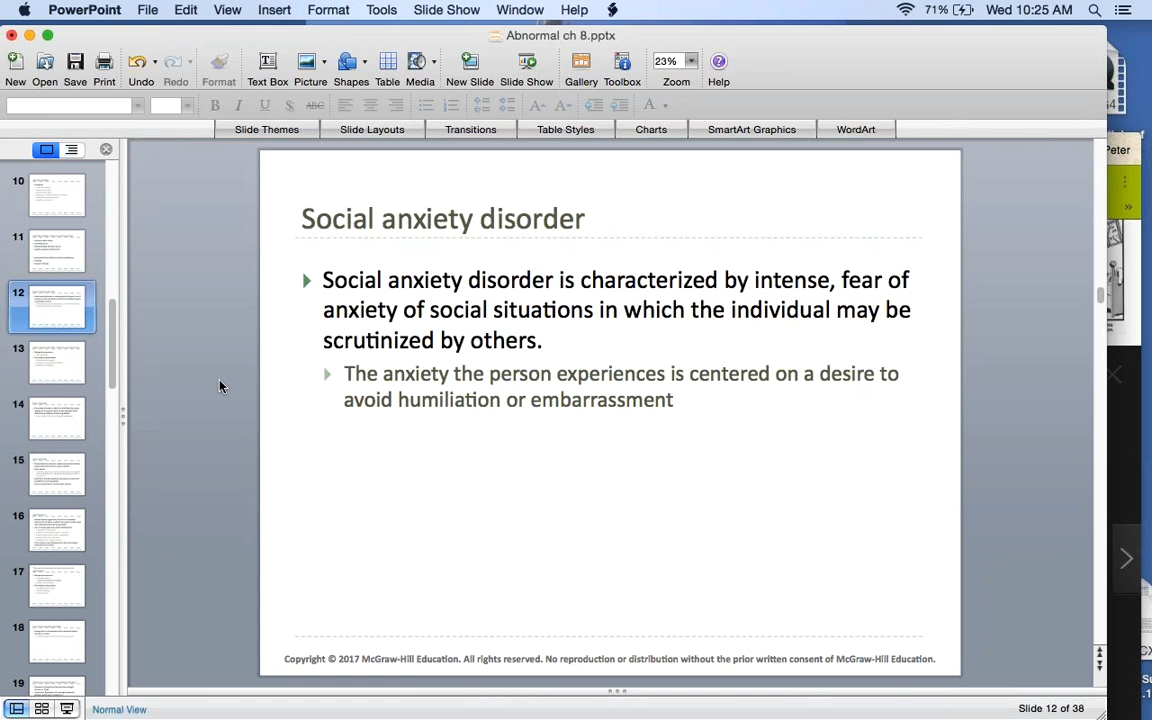 PowerPoint File Edit View Insert Format Tools Slide Show Window Help 71% Wed 10:25 AM
Abnormal ch 8.pptx
New Open Save Print Undo Redo Format Text Box Picture Shapes Table Media New Slide Slide Show Gallery Toolbox Zoom Help
23%
B I U S ABC A A A
Slide Themes Slide Layouts Transitions Table Styles Charts SmartArt Graphics WordArt
Peter
10
11
12
13
14
15
16
17
18
19
Social anxiety disorder
Social anxiety disorder is characterized by intense, fear of
anxiety of social situations in which the individual may be
scrutinized by others.
The anxiety the person experiences is centered on a desire to
avoid humiliation or embarrassment
Copyright © 2017 McGraw-Hill Education. All rights reserved. No reproduction or distribution without the prior written consent of McGraw-Hill Education.
Normal View Slide 12 of 38